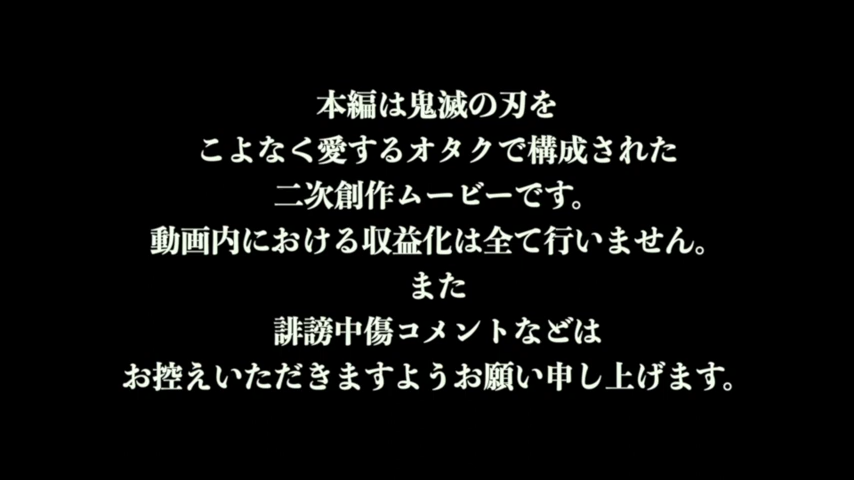 本編は鬼滅の刃を
こよなく愛するオタクで構成された
二次創作ムービーです。
動画内における収益化は全て行いません。
また
誹謗中傷コメントなどは
お控えいただきますようお願い申し上げます。